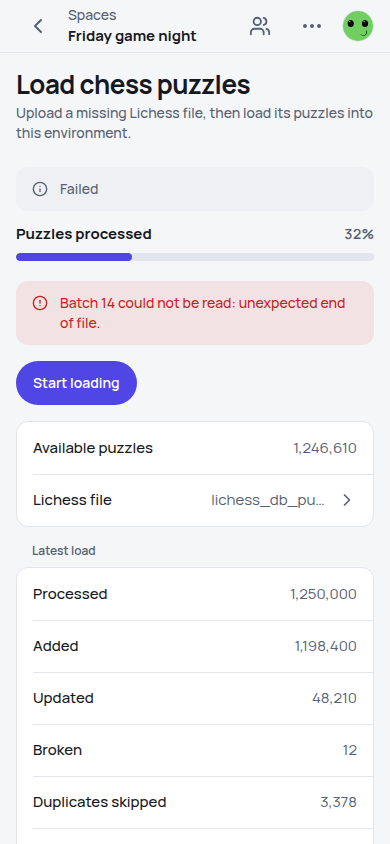 Spaces
Friday game night
Load chess puzzles
Upload a missing Lichess file, then load its puzzles into
this environment.
Failed
Puzzles processed 32%
Batch 14 could not be read: unexpected end
of file.
Start loading
Available puzzles 1,246,610
Lichess file lichess_db_pu...
Latest load
Processed 1,250,000
Added 1,198,400
Updated 48,210
Broken 12
Duplicates skipped 3,378